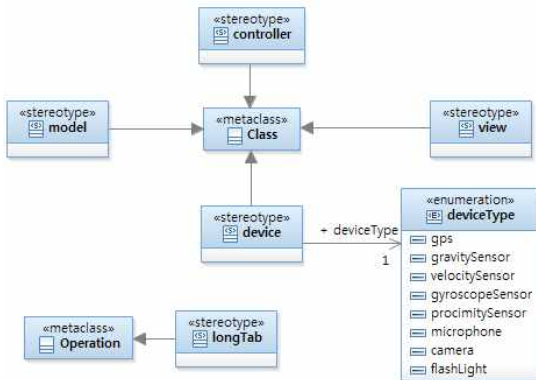 «stereotype»
controller
«stereotype»
model
«metaclass»
Class
«stereotype»
view
«stereotype»
device
+ deviceType
1
«enumeration»
deviceType
gps
gravitySensor
velocitySensor
gyroscopeSensor
procimitySensor
microphone
camera
flashLight
«metaclass»
Operation
«stereotype»
longTab